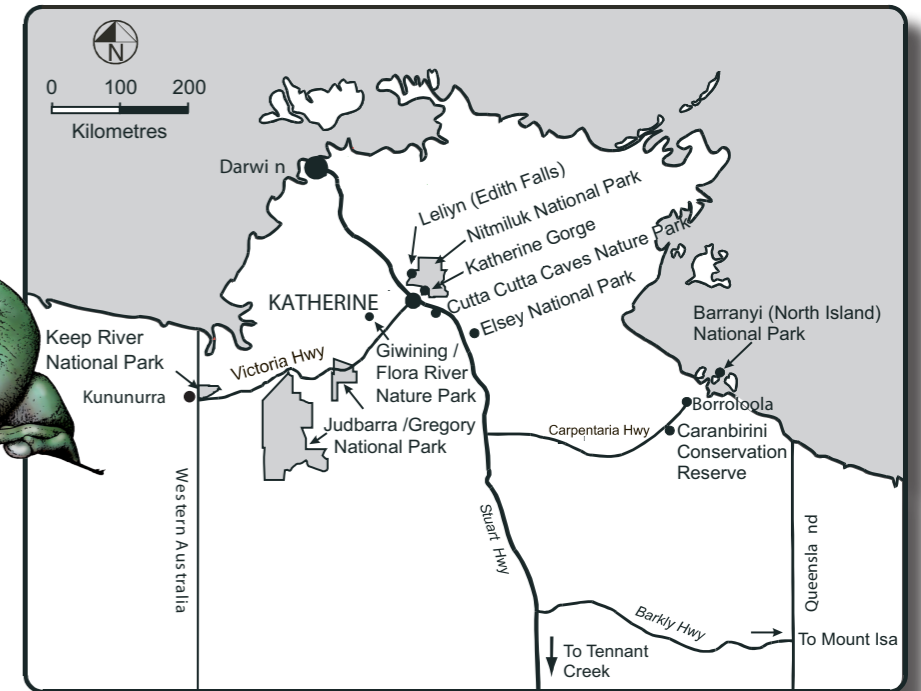 N
0 100 200
Kilometres
Darwi n
Leliyn (Edith Falls)
Nitmiluk National Park
Katherine Gorge
Cutta Cutta Caves Nature Park
KATHERINE
Elsey National Park
Barranyi (North Island)
National Park
Keep River
National Park
Victoria Hwy
Giwining /
Flora River
Nature Park
Kununurra
Borroloola
Judbarra /Gregory
National Park
Carpentaria Hwy
Caranbirini
Conservation
Reserve
Western Australia
Stuart Hwy
Queensla nd
Barkly Hwy
To Mount Isa
To Tennant
Creek